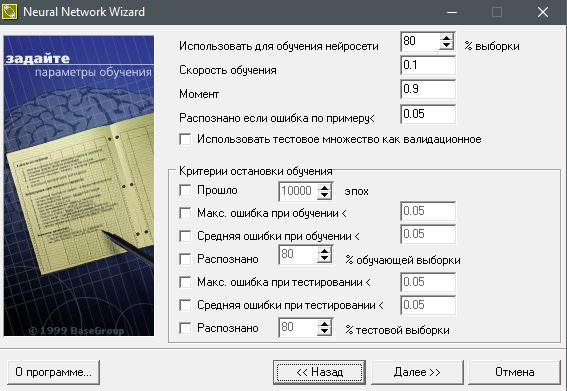 Neural Network Wizard
задайте
параметры обучения
Использовать для обучения нейросети 80 % выборки
Скорость обучения 0.1
Момент 0.9
Распознано если ошибка по примеру< 0.05
Использовать тестовое множество как валидационное
Критерии остановки обучения
Прошло 10000 эпох
Макс. ошибка при обучении < 0.05
Средняя ошибки при обучении < 0.05
Распознано 80 % обучающей выборки
Макс. ошибка при тестировании < 0.05
Средняя ошибки при тестировании < 0.05
Распознано 80 % тестовой выборки
© 1999 BaseGroup
О программе... << Назад Далее >> Отмена